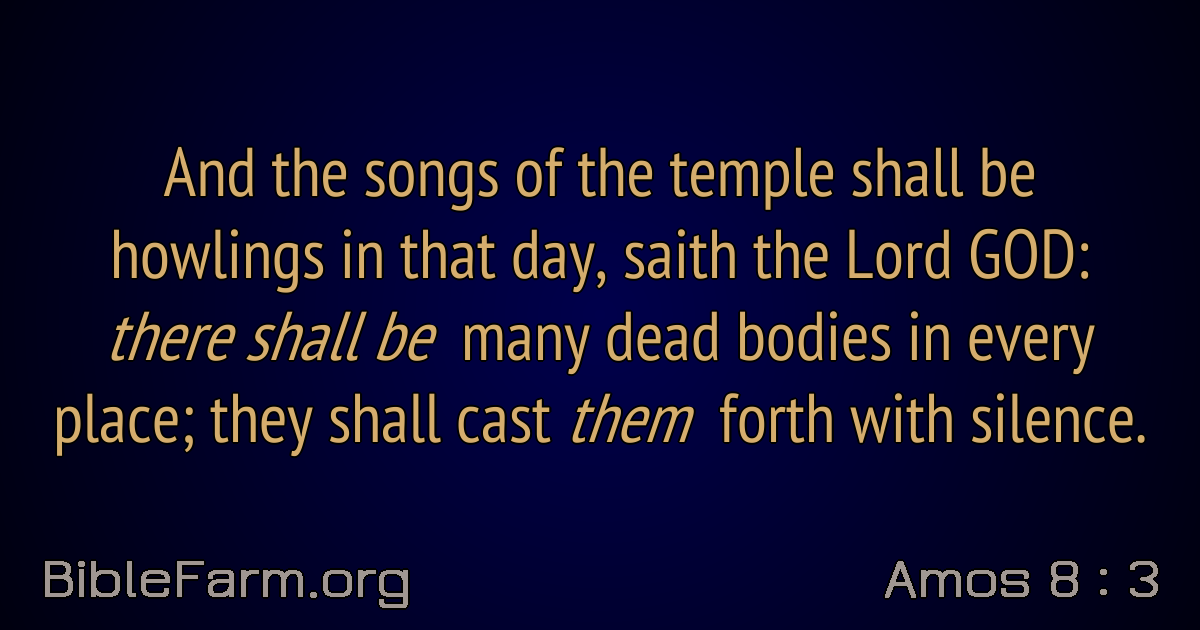 And the songs of the temple shall be
howlings in that day, saith the Lord GOD:
there shall be many dead bodies in every
place; they shall cast them forth with silence.
BibleFarm.org
Amos 8 : 3